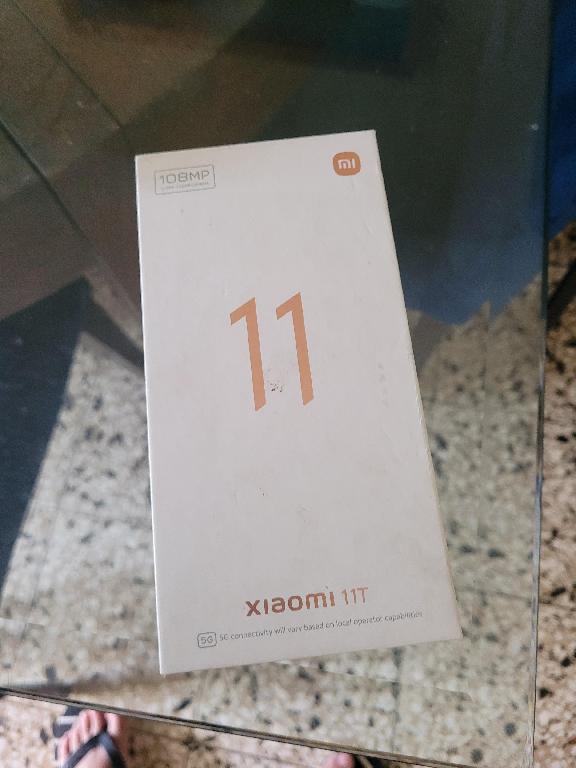 108MP
mi
11
xiaomi 11T
5G 5G connectivity will vary based on local operator capabilities